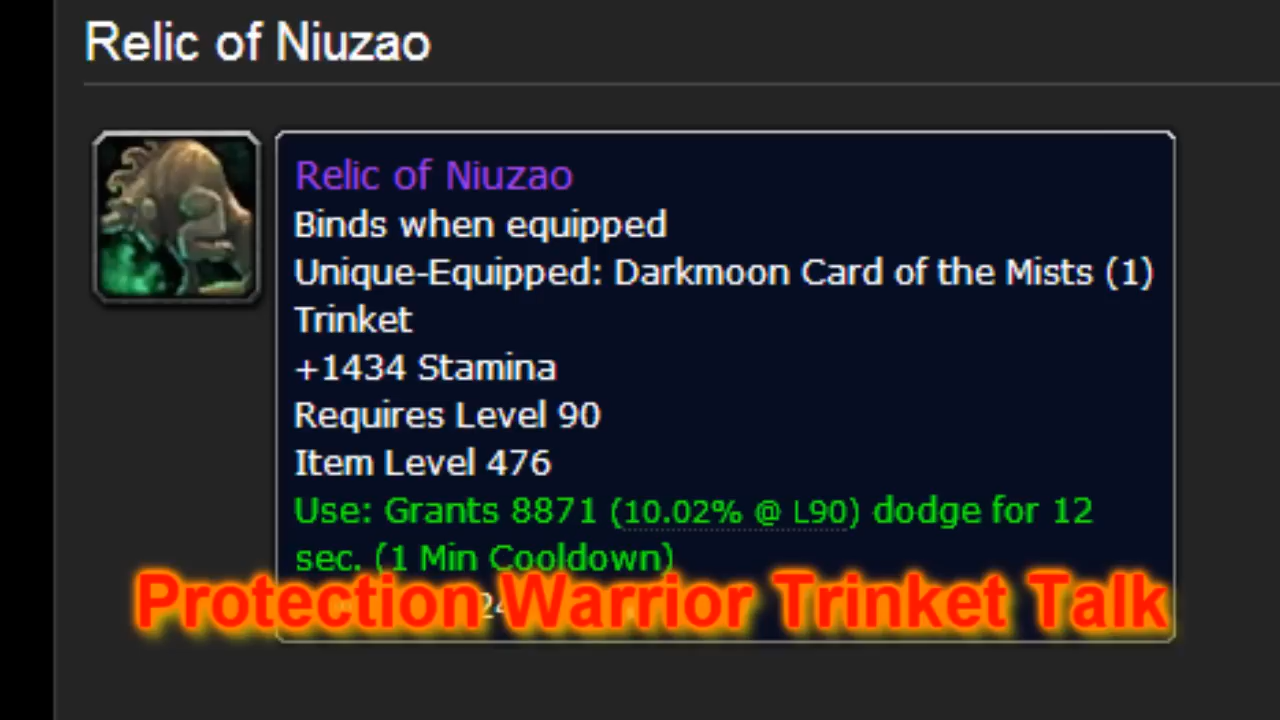 Relic of Niuzao
Relic of Niuzao
Binds when equipped
Unique-Equipped: Darkmoon Card of the Mists (1)
Trinket
+1434 Stamina
Requires Level 90
Item Level 476
Use: Grants 8871 (10.02% @ L90) dodge for 12
sec. (1 Min Cooldown)
Protection Warrior Trinket Talk